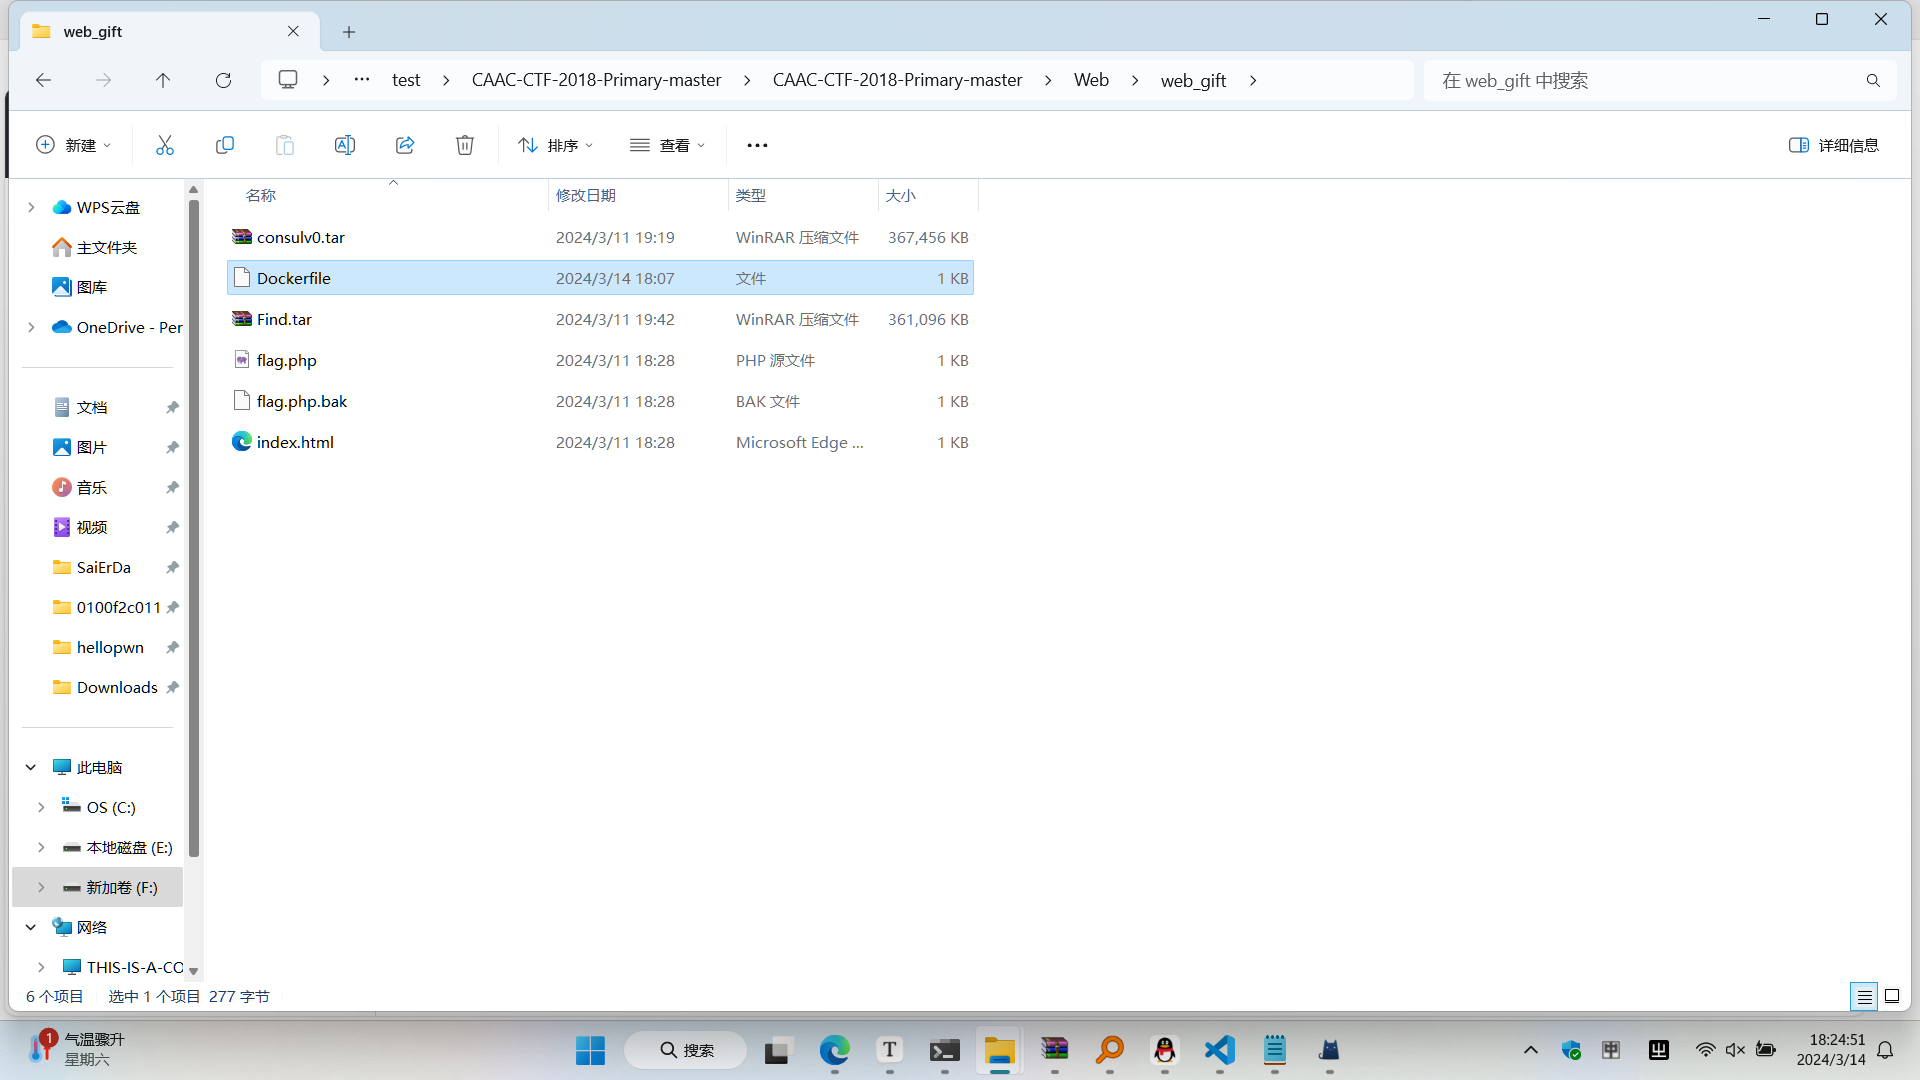 web_gift
test
CAAC-CTF-2018-Primary-master
CAAC-CTF-2018-Primary-master
Web
web_gift
在 web_gift 中搜索
新建
排序
查看
详细信息
名称 修改日期 类型 大小
consulv0.tar 2024/3/11 19:19 WinRAR 压缩文件 367,456 KB
Dockerfile 2024/3/14 18:07 文件 1 KB
Find.tar 2024/3/11 19:42 WinRAR 压缩文件 361,096 KB
flag.php 2024/3/11 18:28 PHP 源文件 1 KB
flag.php.bak 2024/3/11 18:28 BAK 文件 1 KB
index.html 2024/3/11 18:28 Microsoft Edge ... 1 KB
WPS云盘
主文件夹
图库
OneDrive - Per
文档
图片
音乐
视频
SaiErDa
0100f2c011
hellopwn
Downloads
此电脑
OS (C:)
本地磁盘 (E:)
新加卷 (F:)
网络
THIS-IS-A-CO
6 个项目 选中 1 个项目 277 字节
1
气温骤升
星期六
搜索
T
中
18:24:51
2024/3/14